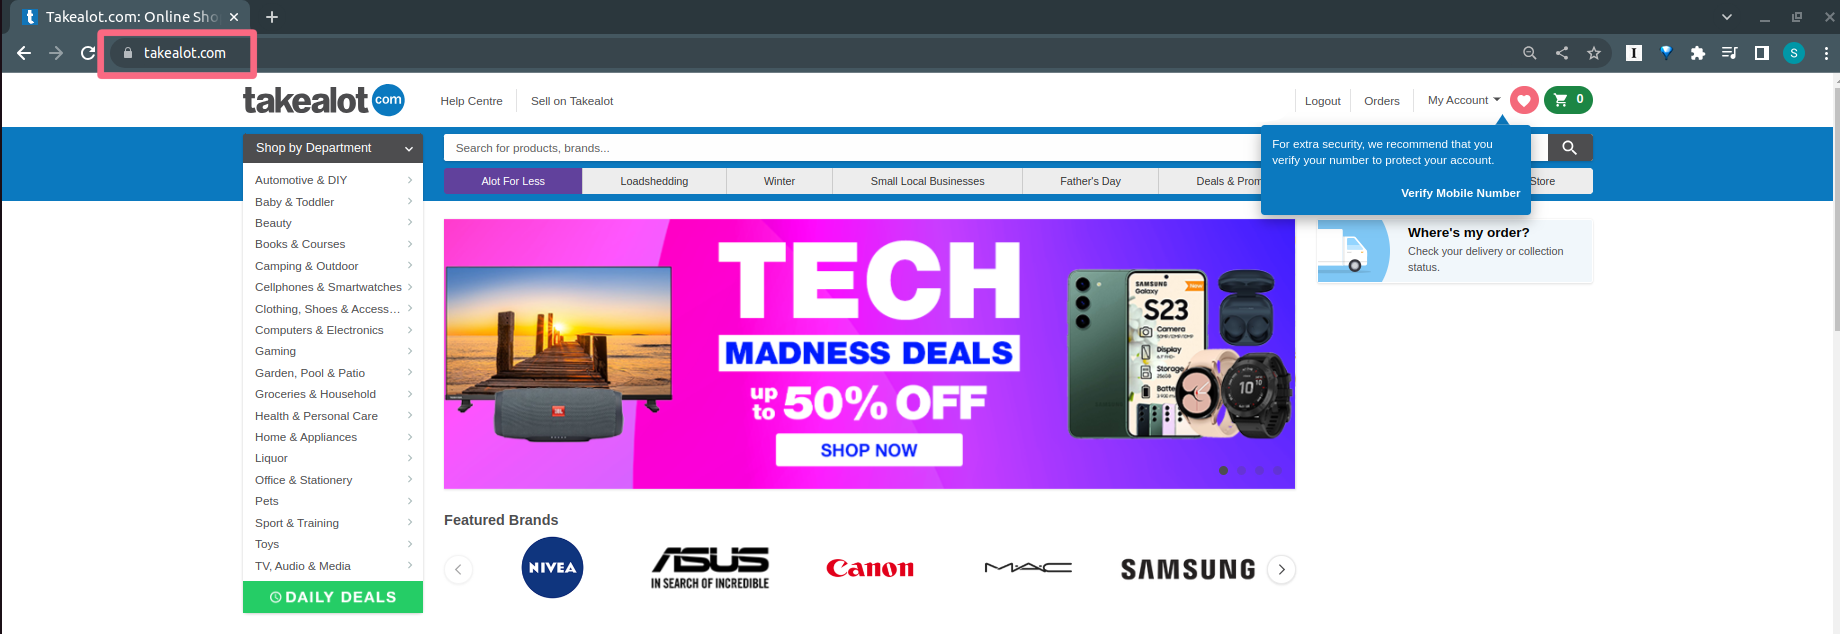 Takealot.com: Online Sho
takealot.com
takealot com
Help Centre
Sell on Takealot
Logout
Orders
My Account
0
Shop by Department
Search for products, brands...
For extra security, we recommend that you
verify your number to protect your account.
Verify Mobile Number
Alot For Less
Loadshedding
Winter
Small Local Businesses
Father's Day
Deals & Prom
Store
Automotive & DIY
Baby & Toddler
Beauty
Books & Courses
Camping & Outdoor
Cellphones & Smartwatches
Clothing, Shoes & Access…
Computers & Electronics
Gaming
Garden, Pool & Patio
Groceries & Household
Health & Personal Care
Home & Appliances
Liquor
Office & Stationery
Pets
Sport & Training
Toys
TV, Audio & Media
DAILY DEALS
TECH
MADNESS DEALS
up to 50% OFF
SHOP NOW
JBL
SAMSUNG
Galaxy
New
S23
Camera
Display
Storage
256GB
Batte
10 10
Where's my order?
Check your delivery or collection
status.
Featured Brands
NIVEA
ASUS
IN SEARCH OF INCREDIBLE
Canon
M·A·C
SAMSUNG
S